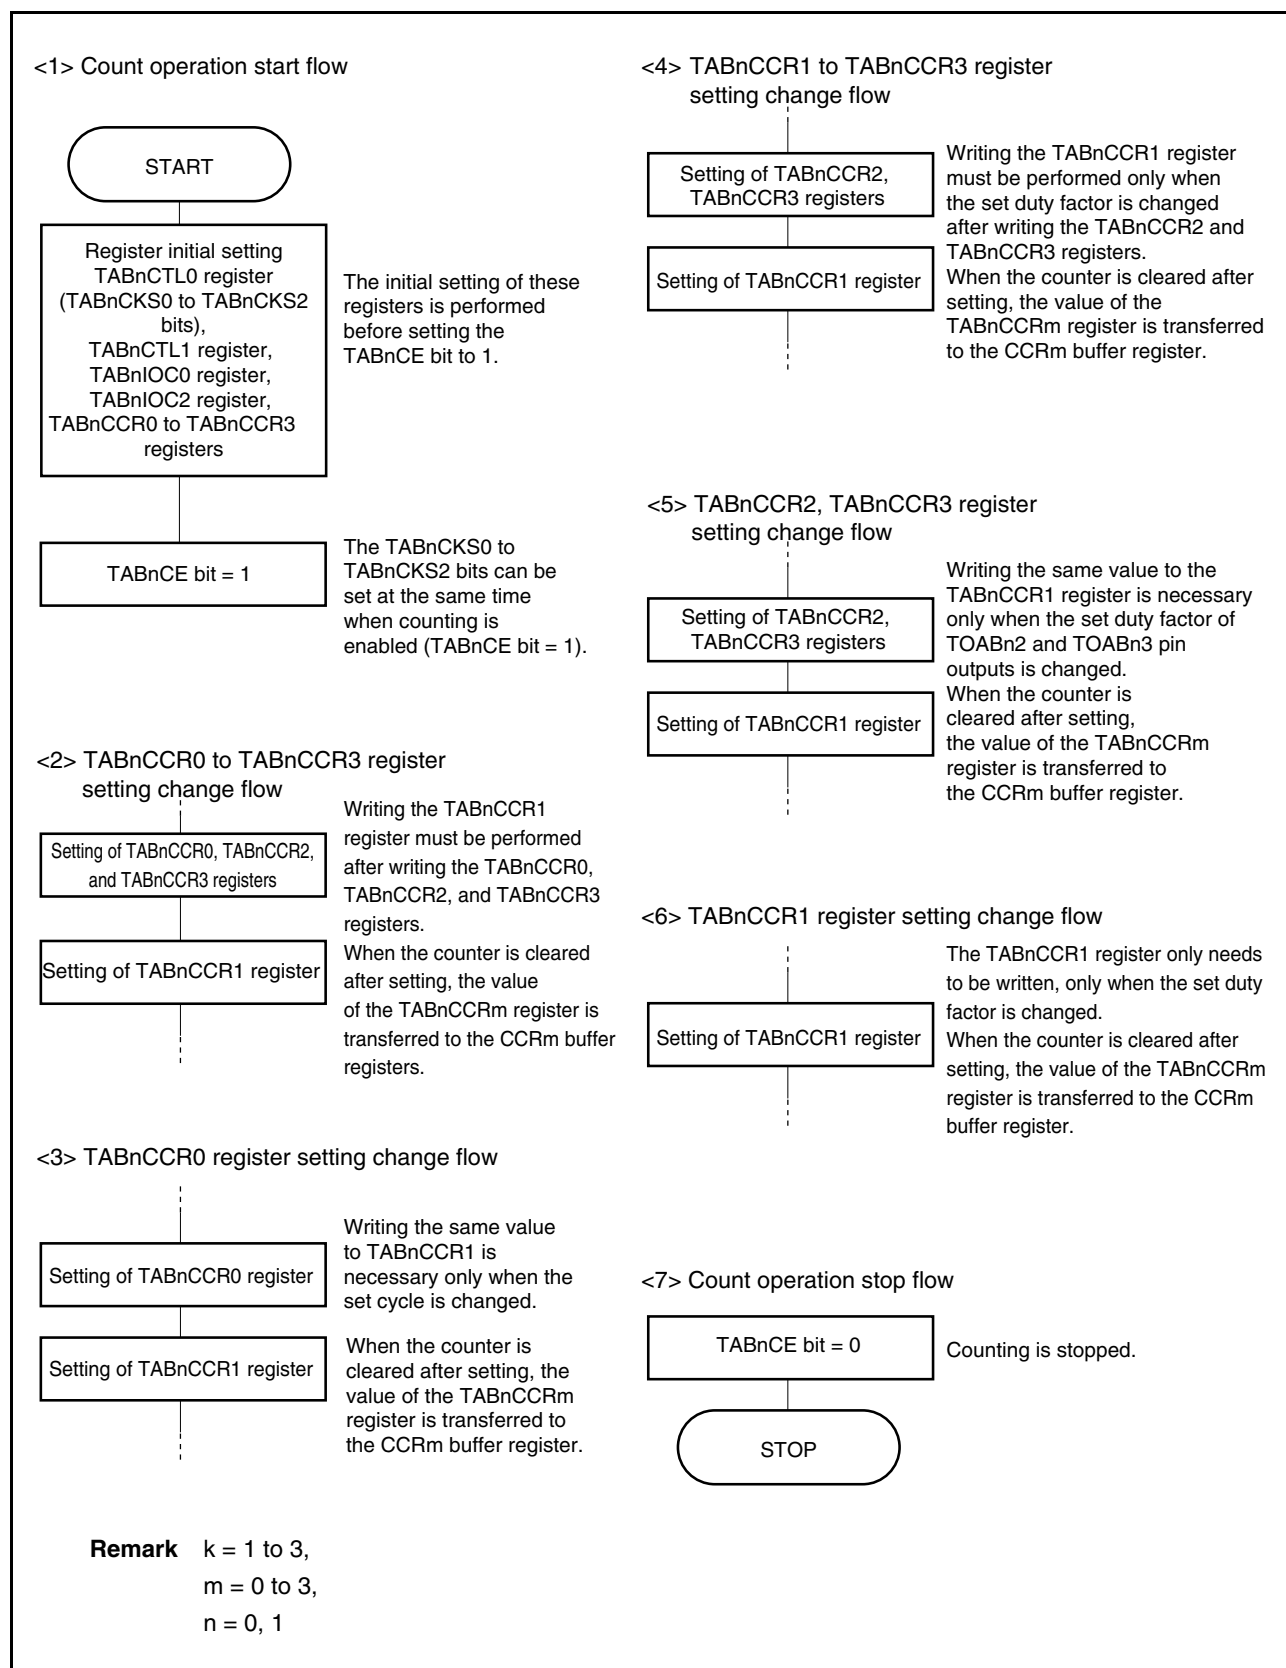 <1> Count operation start flow
START
Register initial setting
TABnCTL0 register
(TABnCKS0 to TABnCKS2
bits),
TABnCTL1 register,
TABnIOC0 register,
TABnIOC2 register,
TABnCCR0 to TABnCCR3
registers
The initial setting of these
registers is performed
before setting the
TABnCE bit to 1.
TABnCE bit = 1
The TABnCKS0 to
TABnCKS2 bits can be
set at the same time
when counting is
enabled (TABnCE bit = 1).
<2> TABnCCR0 to TABnCCR3 register
setting change flow
Setting of TABnCCR0, TABnCCR2,
and TABnCCR3 registers
Setting of TABnCCR1 register
Writing the TABnCCR1
register must be performed
after writing the TABnCCR0,
TABnCCR2, and TABnCCR3
registers.
When the counter is cleared
after setting, the value
of the TABnCCRm register is
transferred to the CCRm buffer
registers.
<3> TABnCCR0 register setting change flow
Setting of TABnCCR0 register
Writing the same value
to TABnCCR1 is
necessary only when the
set cycle is changed.
Setting of TABnCCR1 register
When the counter is
cleared after setting, the
value of the TABnCCRm
register is transferred to
the CCRm buffer register.
<4> TABnCCR1 to TABnCCR3 register
setting change flow
Setting of TABnCCR2,
TABnCCR3 registers
Setting of TABnCCR1 register
Writing the TABnCCR1 register
must be performed only when
the set duty factor is changed
after writing the TABnCCR2 and
TABnCCR3 registers.
When the counter is cleared after
setting, the value of the
TABnCCRm register is transferred
to the CCRm buffer register.
<5> TABnCCR2, TABnCCR3 register
setting change flow
Setting of TABnCCR2,
TABnCCR3 registers
Setting of TABnCCR1 register
Writing the same value to the
TABnCCR1 register is necessary
only when the set duty factor of
TOABn2 and TOABn3 pin
outputs is changed.
When the counter is
cleared after setting,
the value of the TABnCCRm
register is transferred to
the CCRm buffer register.
<6> TABnCCR1 register setting change flow
Setting of TABnCCR1 register
The TABnCCR1 register only needs
to be written, only when the set duty
factor is changed.
When the counter is cleared after
setting, the value of the TABnCCRm
register is transferred to the CCRm
buffer register.
<7> Count operation stop flow
TABnCE bit = 0
Counting is stopped.
STOP
Remark k = 1 to 3,
m = 0 to 3,
n = 0, 1